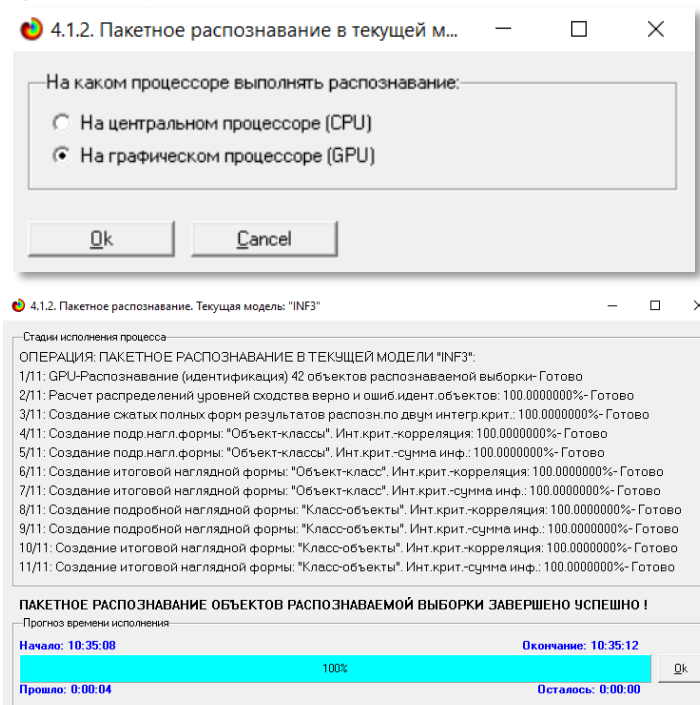 4.1.2. Пакетное распознавание в текущей м...
На каком процессоре выполнять распознавание:
На центральном процессоре (CPU)
На графическом процессоре (GPU)
Ok
Cancel
4.1.2. Пакетное распознавание. Текущая модель: "INF3"
Стадии исполнения процесса
ОПЕРАЦИЯ: ПАКЕТНОЕ РАСПОЗНАВАНИЕ В ТЕКУЩЕЙ МОДЕЛИ "INF3":
1/11: GPU-Распознавание (идентификация) 42 объектов распознаваемой выборки- Готово
2/11: Расчет распределений уровней сходства верно и ошиб.идент.объектов: 100.0000000%- Готово
3/11: Создание сжатых полных форм результатов распозн.по двум интегр.крит.: 100.0000000%- Готово
4/11: Создание подр.нагл.формы: "Объект-классы". Инт.крит.-корреляция: 100.0000000%- Готово
5/11: Создание подр.нагл.формы: "Объект-классы". Инт.крит.-сумма инф.: 100.0000000%- Готово
6/11: Создание итоговой наглядной формы: "Объект-класс". Инт.крит.-корреляция: 100.0000000%- Готово
7/11: Создание итоговой наглядной формы: "Объект-класс". Инт.крит.-сумма инф.: 100.0000000%- Готово
8/11: Создание подробной наглядной формы: "Класс-объекты". Инт.крит.-корреляция: 100.0000000%- Готово
9/11: Создание подробной наглядной формы: "Класс-объекты". Инт.крит.-сумма инф.: 100.0000000%- Готово
10/11: Создание итоговой наглядной формы: "Класс-объекты". Инт.крит.-корреляция: 100.0000000%- Готово
11/11: Создание итоговой наглядной формы: "Класс-объекты". Инт.крит.-сумма инф.: 100.0000000%- Готово
ПАКЕТНОЕ РАСПОЗНАВАНИЕ ОБЪЕКТОВ РАСПОЗНАВАЕМОЙ ВЫБОРКИ ЗАВЕРШЕНО УСПЕШНО !
Прогноз времени исполнения
Начало: 10:35:08 Окончание: 10:35:12
100% Ok
Прошло: 0:00:04 Осталось: 0:00:00